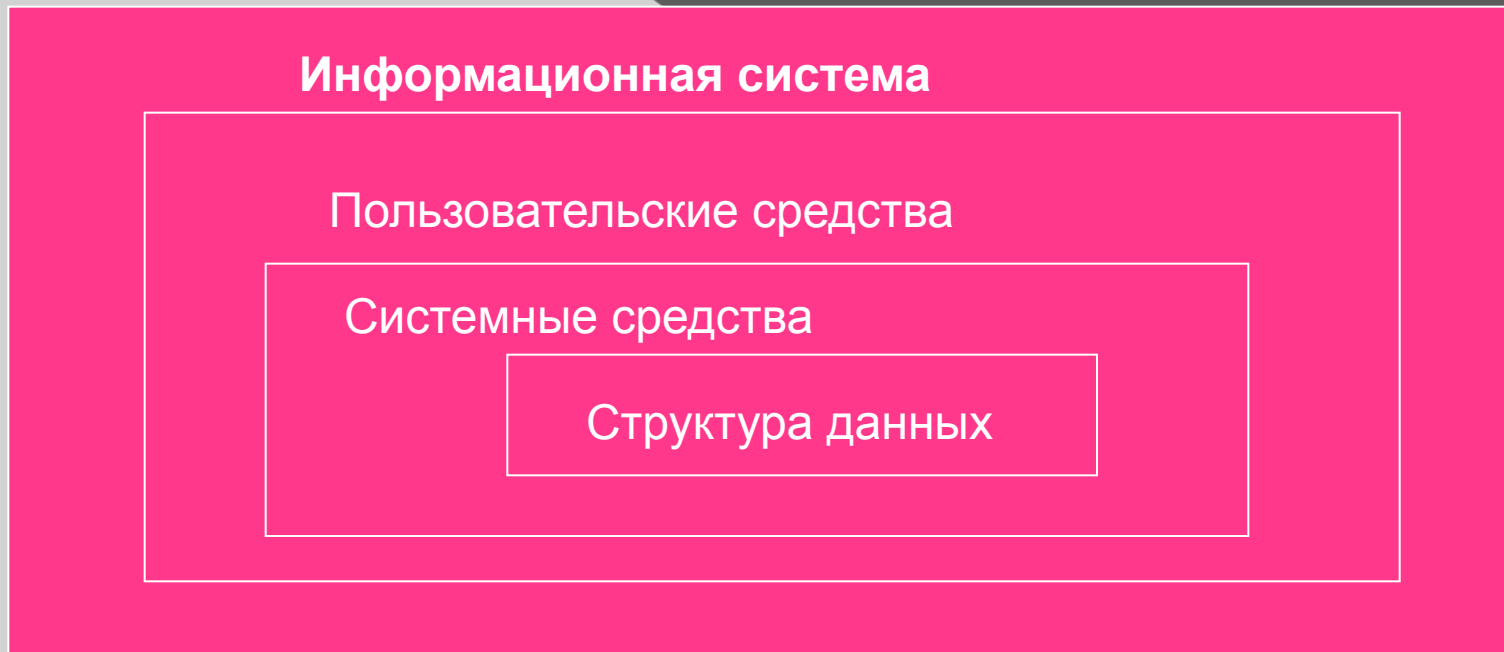 Информационная система
Пользовательские средства
Системные средства
Структура данных